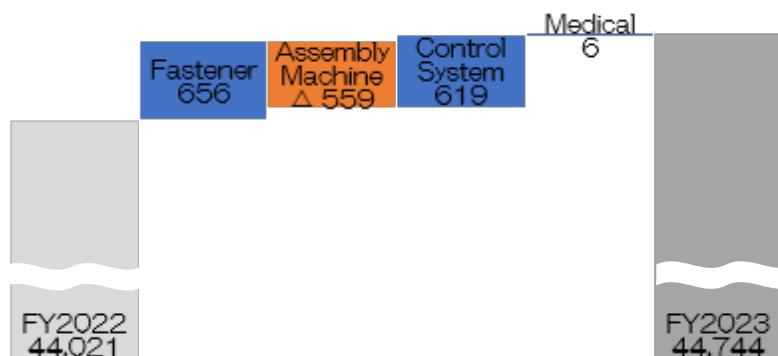 FY2022
44,021
Fastener
656
Assembly
Machine
△ 559
Control
System
619
Medical
6
FY2023
44,744